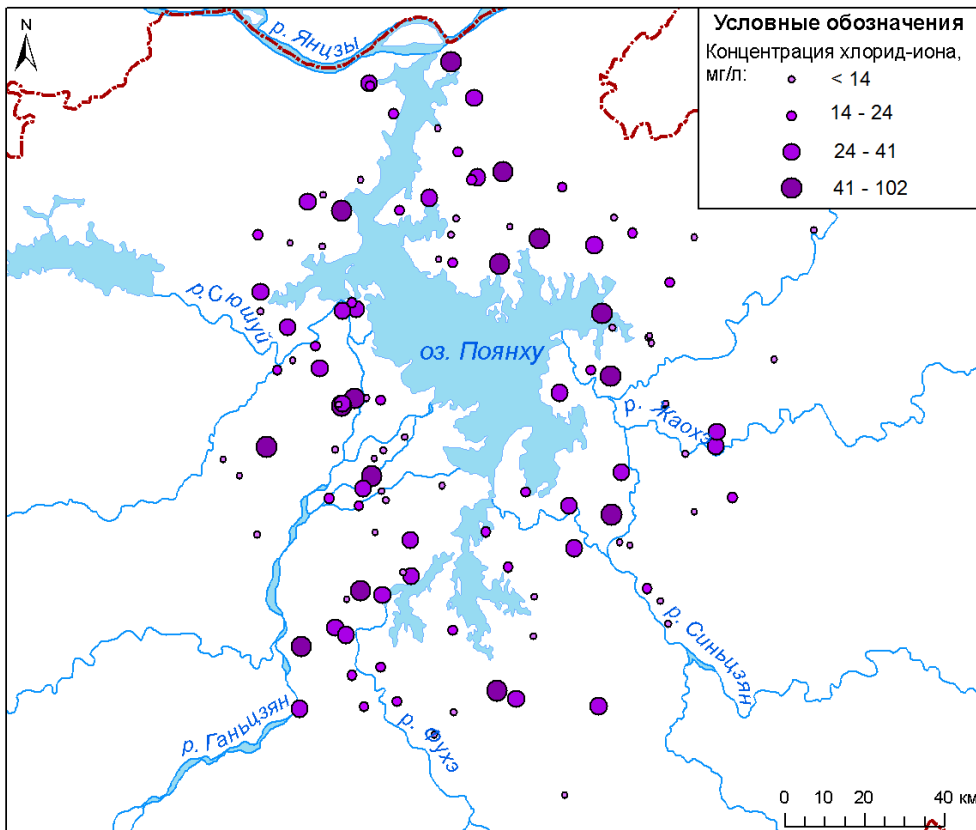 N
р. Янцзы
Условные обозначения
Концентрация хлорид-иона,
мг/л:
< 14
14 - 24
24 - 41
41 - 102
р.Сюшуй
оз. Поянху
р. Жаохэ
р. Синьцзян
р. Ганьцзян
р. Фухэ
0 10 20 40 км